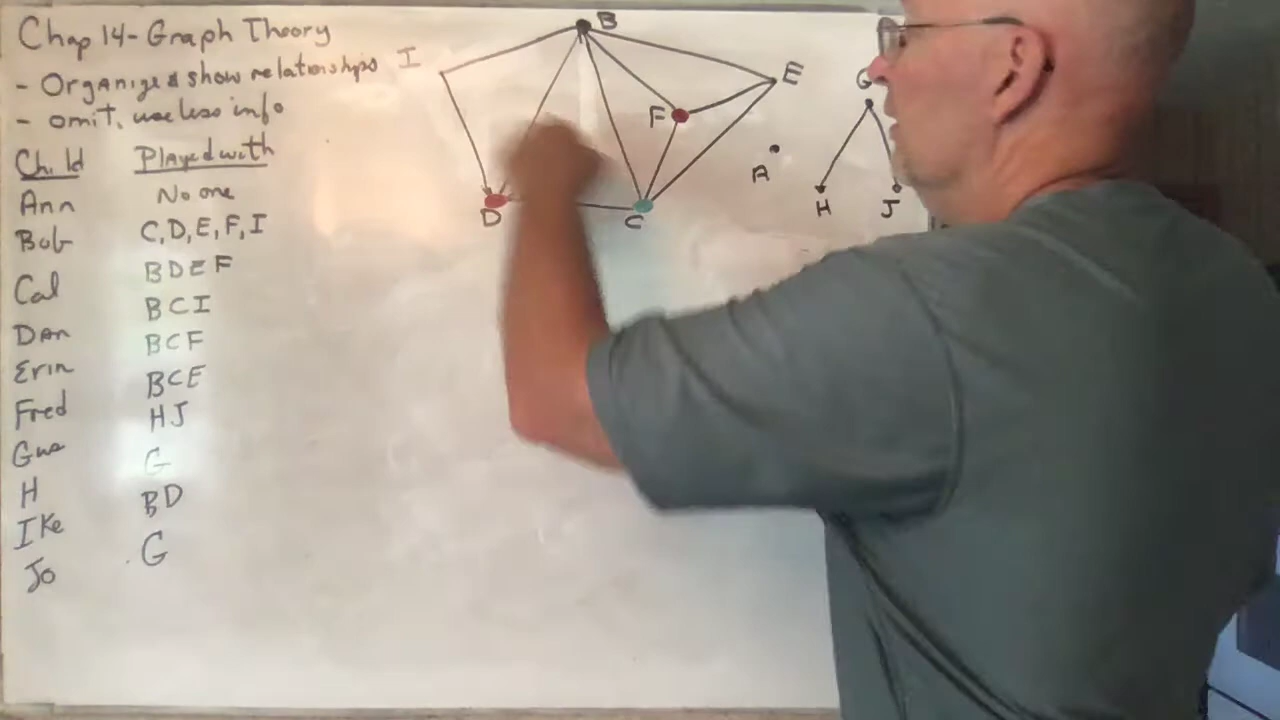 Chap 14 - Graph Theory
- Organize & show relationships
- omit useless info
Child Played with
Ann No one
Bob C, D, E, F, I
Cal B D E F
Dan B C I
Erin B C F
Fred B C E
Gus H J
H G
Ike B D
Jo G
I
B
E
F
D
C
A
G
H
J